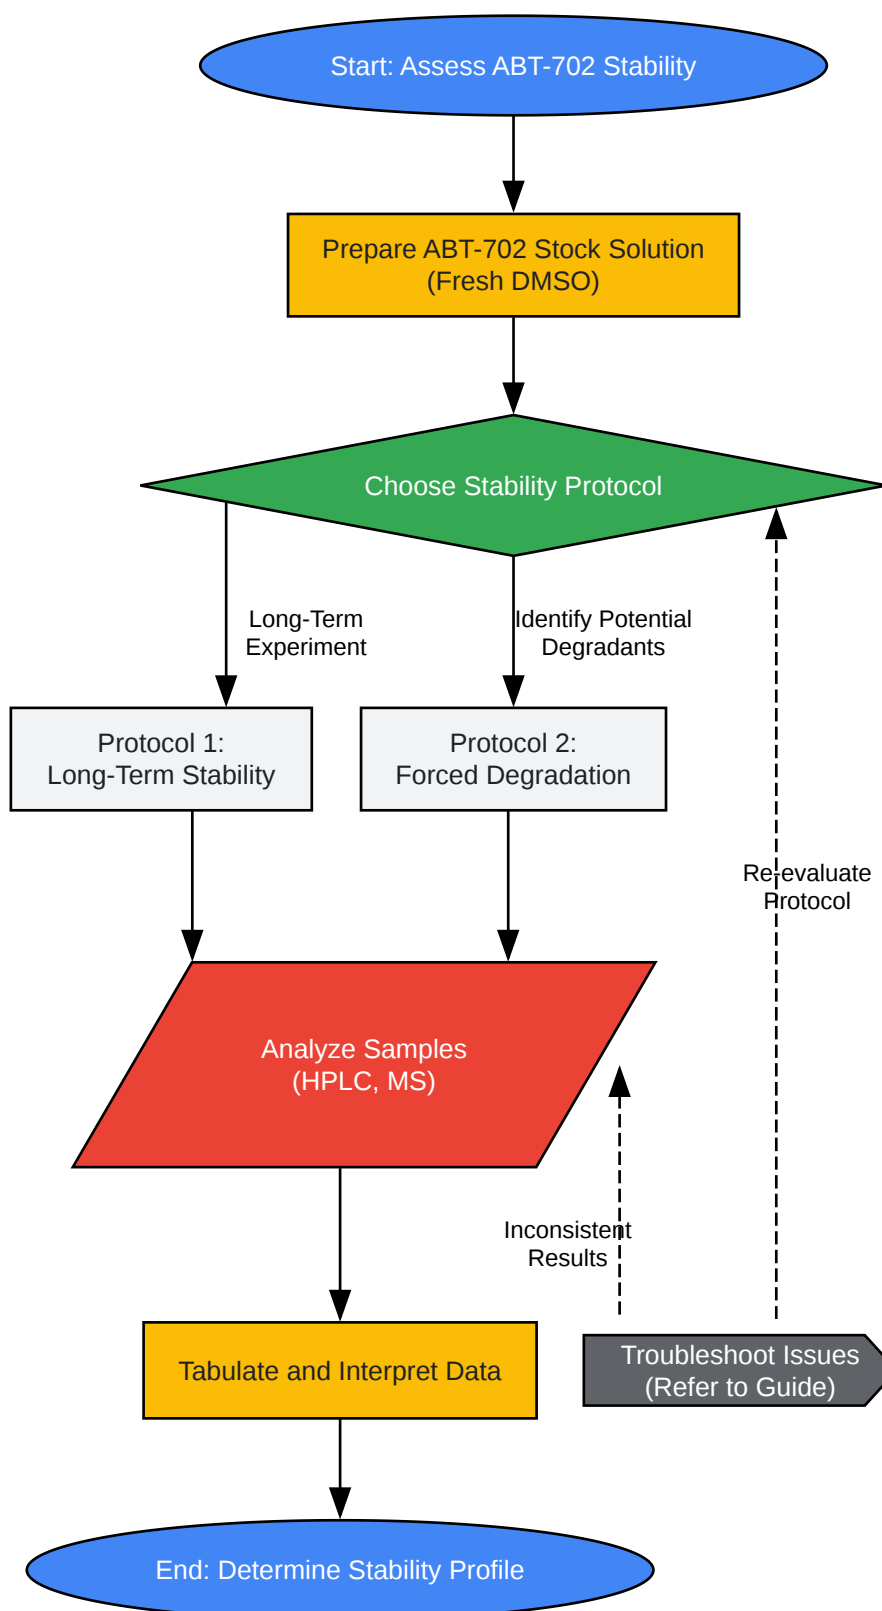 Start: Assess ABT-702 Stability
Prepare ABT-702 Stock Solution
(Fresh DMSO)
Choose Stability Protocol
Long-Term
Experiment
Identify Potential
Degradants
Protocol 1:
Long-Term Stability
Protocol 2:
Forced Degradation
Re-evaluate
Protocol
Analyze Samples
(HPLC, MS)
Inconsistent
Results
Tabulate and Interpret Data
Troubleshoot Issues
(Refer to Guide)
End: Determine Stability Profile